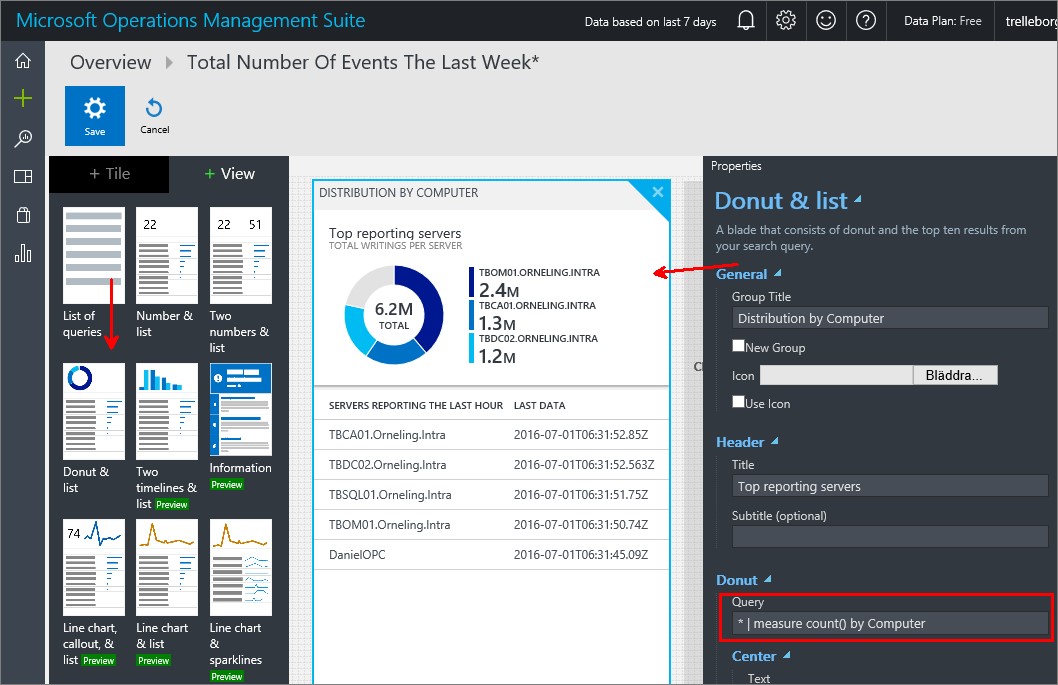 Microsoft Operations Management Suite
Data based on last 7 days
Data Plan: Free
trelleborg
Overview
Total Number Of Events The Last Week*
Save
Cancel
+ Tile
+ View
List of
queries
22
Number &
list
22 51
Two
numbers &
list
Donut &
list
Two
timelines &
list Preview
Information
Preview
74
Line chart,
callout, &
list Preview
Line chart
& list
Preview
Line chart
&
sparklines
Preview
DISTRIBUTION BY COMPUTER
Top reporting servers
TOTAL WRITINGS PER SERVER
6.2M
TOTAL
TBOM01.ORNELING.INTRA
2.4M
TBCA01.ORNELING.INTRA
1.3M
TBDC02.ORNELING.INTRA
1.2M
SERVERS REPORTING THE LAST HOUR LAST DATA
TBCA01.Orneling.Intra 2016-07-01T06:31:52.85Z
TBDC02.Orneling.Intra 2016-07-01T06:31:52.563Z
TBSQL01.Orneling.Intra 2016-07-01T06:31:51.75Z
TBOM01.Orneling.Intra 2016-07-01T06:31:50.74Z
DanielOPC 2016-07-01T06:31:45.09Z
Properties
Donut & list
A blade that consists of donut and the top ten results from
your search query.
General
Group Title
Distribution by Computer
New Group
Icon
Bläddra...
Use Icon
Header
Title
Top reporting servers
Subtitle (optional)
Donut
Query
* | measure count() by Computer
Center
Text